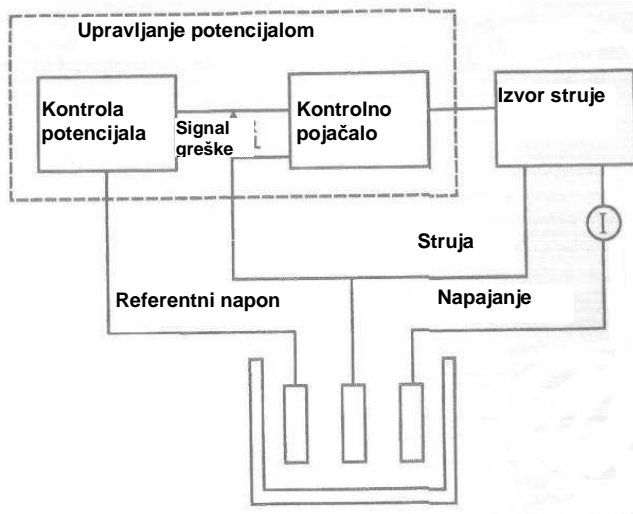 Upravljanje potencijalom
Kontrola
potencijala
Signal
greške
Kontrolno
pojačalo
Izvor struje
I
Struja
Referentni napon
Napajanje